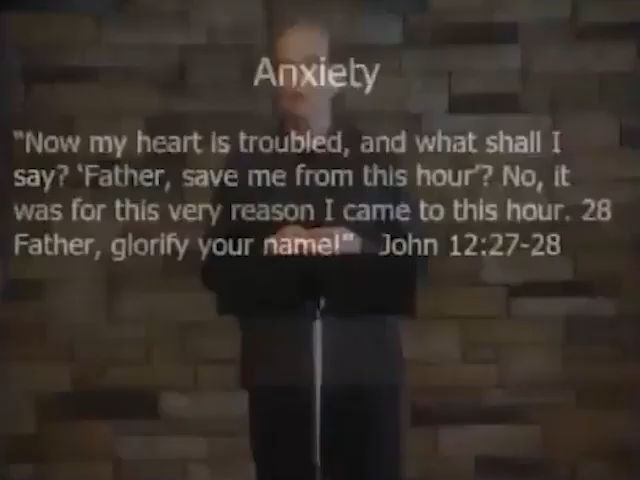 Anxiety
"Now my heart is troubled, and what shall I
say? 'Father, save me from this hour'? No, it
was for this very reason I came to this hour. 28
Father, glorify your name!"   John 12:27-28